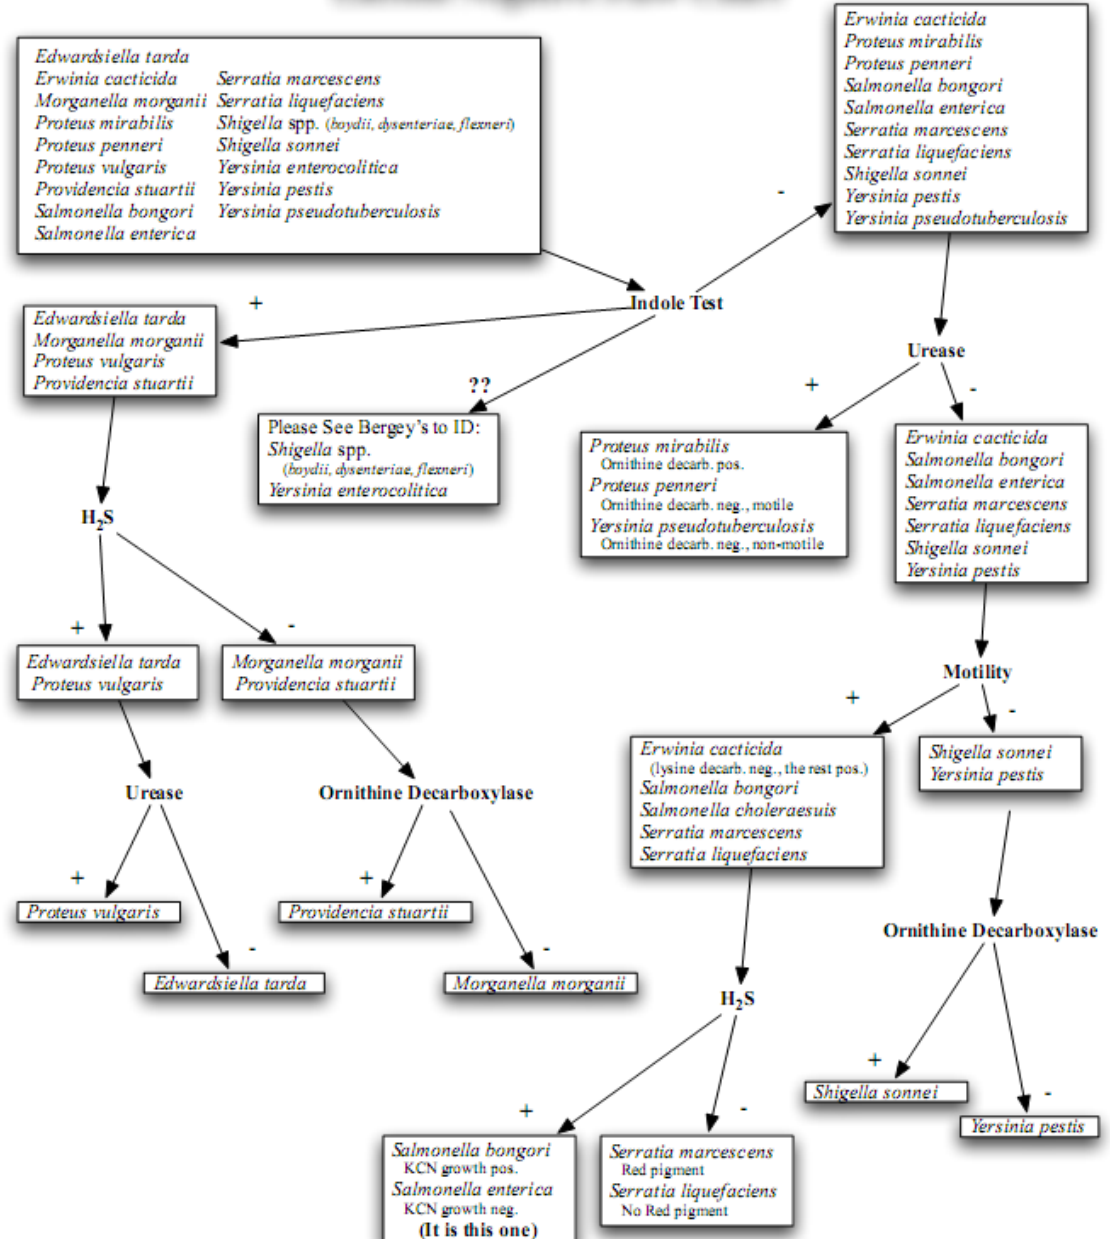 Edwardsiella tarda
Erwinia cacticida Serratia marcescens
Morganella morganii Serratia liquefaciens
Proteus mirabilis Shigella spp. (boydii, dysenteriae, flexneri)
Proteus penneri Shigella sonnei
Proteus vulgaris Yersinia enterocolitica
Providencia stuartii Yersinia pestis
Salmonella bongori Yersinia pseudotuberculosis
Salmonella enterica
Erwinia cacticida
Proteus mirabilis
Proteus penneri
Salmonella bongori
Salmonella enterica
Serratia marcescens
Serratia liquefaciens
Shigella sonnei
Yersinia pestis
Yersinia pseudotuberculosis
-
Indole Test
+
Edwardsiella tarda
Morganella morganii
Proteus vulgaris
Providencia stuartii
??
Please See Bergey's to ID:
Shigella spp.
(boydii, dysenteriae, flexneri)
Yersinia enterocolitica
Urease
+
-
Proteus mirabilis
Ornithine decarb. pos.
Proteus penneri
Ornithine decarb. neg., motile
Yersinia pseudotuberculosis
Ornithine decarb. neg., non-motile
Erwinia cacticida
Salmonella bongori
Salmonella enterica
Serratia marcescens
Serratia liquefaciens
Shigella sonnei
Yersinia pestis
H2S
+
-
Edwardsiella tarda
Proteus vulgaris
Morganella morganii
Providencia stuartii
Motility
+
-
Erwinia cacticida
(lysine decarb. neg., the rest pos.)
Salmonella bongori
Salmonella choleraesuis
Serratia marcescens
Serratia liquefaciens
Shigella sonnei
Yersinia pestis
Urease
Ornithine Decarboxylase
+
Proteus vulgaris
-
Edwardsiella tarda
+
Providencia stuartii
-
Morganella morganii
Ornithine Decarboxylase
H2S
+
Shigella sonnei
-
Yersinia pestis
+
-
Salmonella bongori
KCN growth pos.
Salmonella enterica
KCN growth neg.
(It is this one)
Serratia marcescens
Red pigment
Serratia liquefaciens
No Red pigment